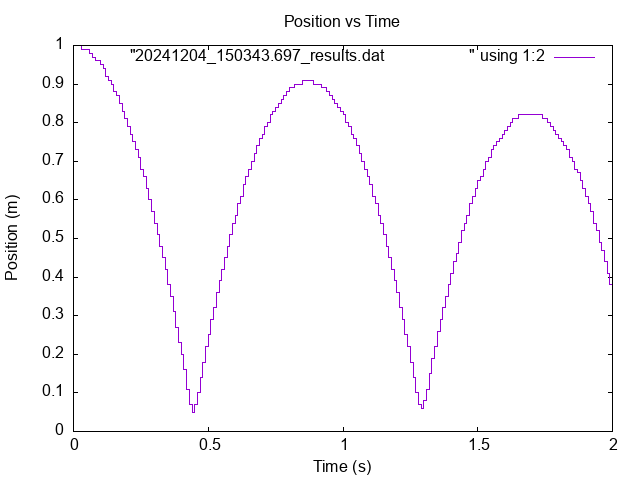 Position vs Time
"20241204_150343.697_results.dat " using 1:2
1
0.9
0.8
0.7
0.6
0.5
0.4
0.3
0.2
0.1
0
Position (m)
0 0.5 1 1.5 2
Time (s)